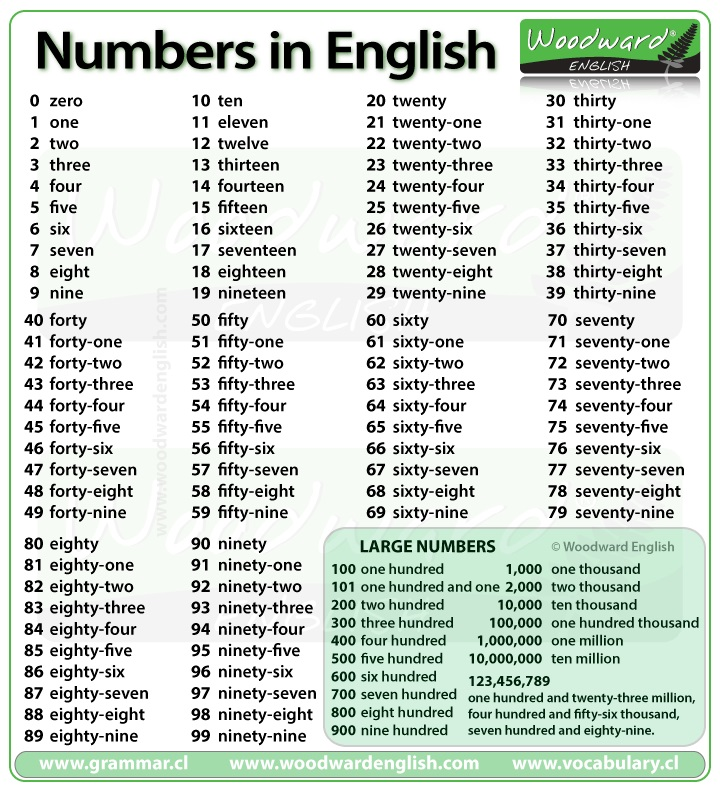 Numbers in English
Woodward®
ENGLISH
0 zero
1 one
2 two
3 three
4 four
5 five
6 six
7 seven
8 eight
9 nine
10 ten
11 eleven
12 twelve
13 thirteen
14 fourteen
15 fifteen
16 sixteen
17 seventeen
18 eighteen
19 nineteen
20 twenty
21 twenty-one
22 twenty-two
23 twenty-three
24 twenty-four
25 twenty-five
26 twenty-six
27 twenty-seven
28 twenty-eight
29 twenty-nine
30 thirty
31 thirty-one
32 thirty-two
33 thirty-three
34 thirty-four
35 thirty-five
36 thirty-six
37 thirty-seven
38 thirty-eight
39 thirty-nine
40 forty
41 forty-one
42 forty-two
43 forty-three
44 forty-four
45 forty-five
46 forty-six
47 forty-seven
48 forty-eight
49 forty-nine
50 fifty
51 fifty-one
52 fifty-two
53 fifty-three
54 fifty-four
55 fifty-five
56 fifty-six
57 fifty-seven
58 fifty-eight
59 fifty-nine
60 sixty
61 sixty-one
62 sixty-two
63 sixty-three
64 sixty-four
65 sixty-five
66 sixty-six
67 sixty-seven
68 sixty-eight
69 sixty-nine
70 seventy
71 seventy-one
72 seventy-two
73 seventy-three
74 seventy-four
75 seventy-five
76 seventy-six
77 seventy-seven
78 seventy-eight
79 seventy-nine
80 eighty
81 eighty-one
82 eighty-two
83 eighty-three
84 eighty-four
85 eighty-five
86 eighty-six
87 eighty-seven
88 eighty-eight
89 eighty-nine
90 ninety
91 ninety-one
92 ninety-two
93 ninety-three
94 ninety-four
95 ninety-five
96 ninety-six
97 ninety-seven
98 ninety-eight
99 ninety-nine
LARGE NUMBERS
© Woodward English
100 one hundred
101 one hundred and one
200 two hundred
300 three hundred
400 four hundred
500 five hundred
600 six hundred
700 seven hundred
800 eight hundred
900 nine hundred
1,000 one thousand
2,000 two thousand
10,000 ten thousand
100,000 one hundred thousand
1,000,000 one million
10,000,000 ten million
123,456,789
one hundred and twenty-three million,
four hundred and fifty-six thousand,
seven hundred and eighty-nine.
www.grammar.cl
www.woodwardenglish.com
www.vocabulary.cl
Woodward
ENGLISH
www.woodwardenglish.com
Woodward